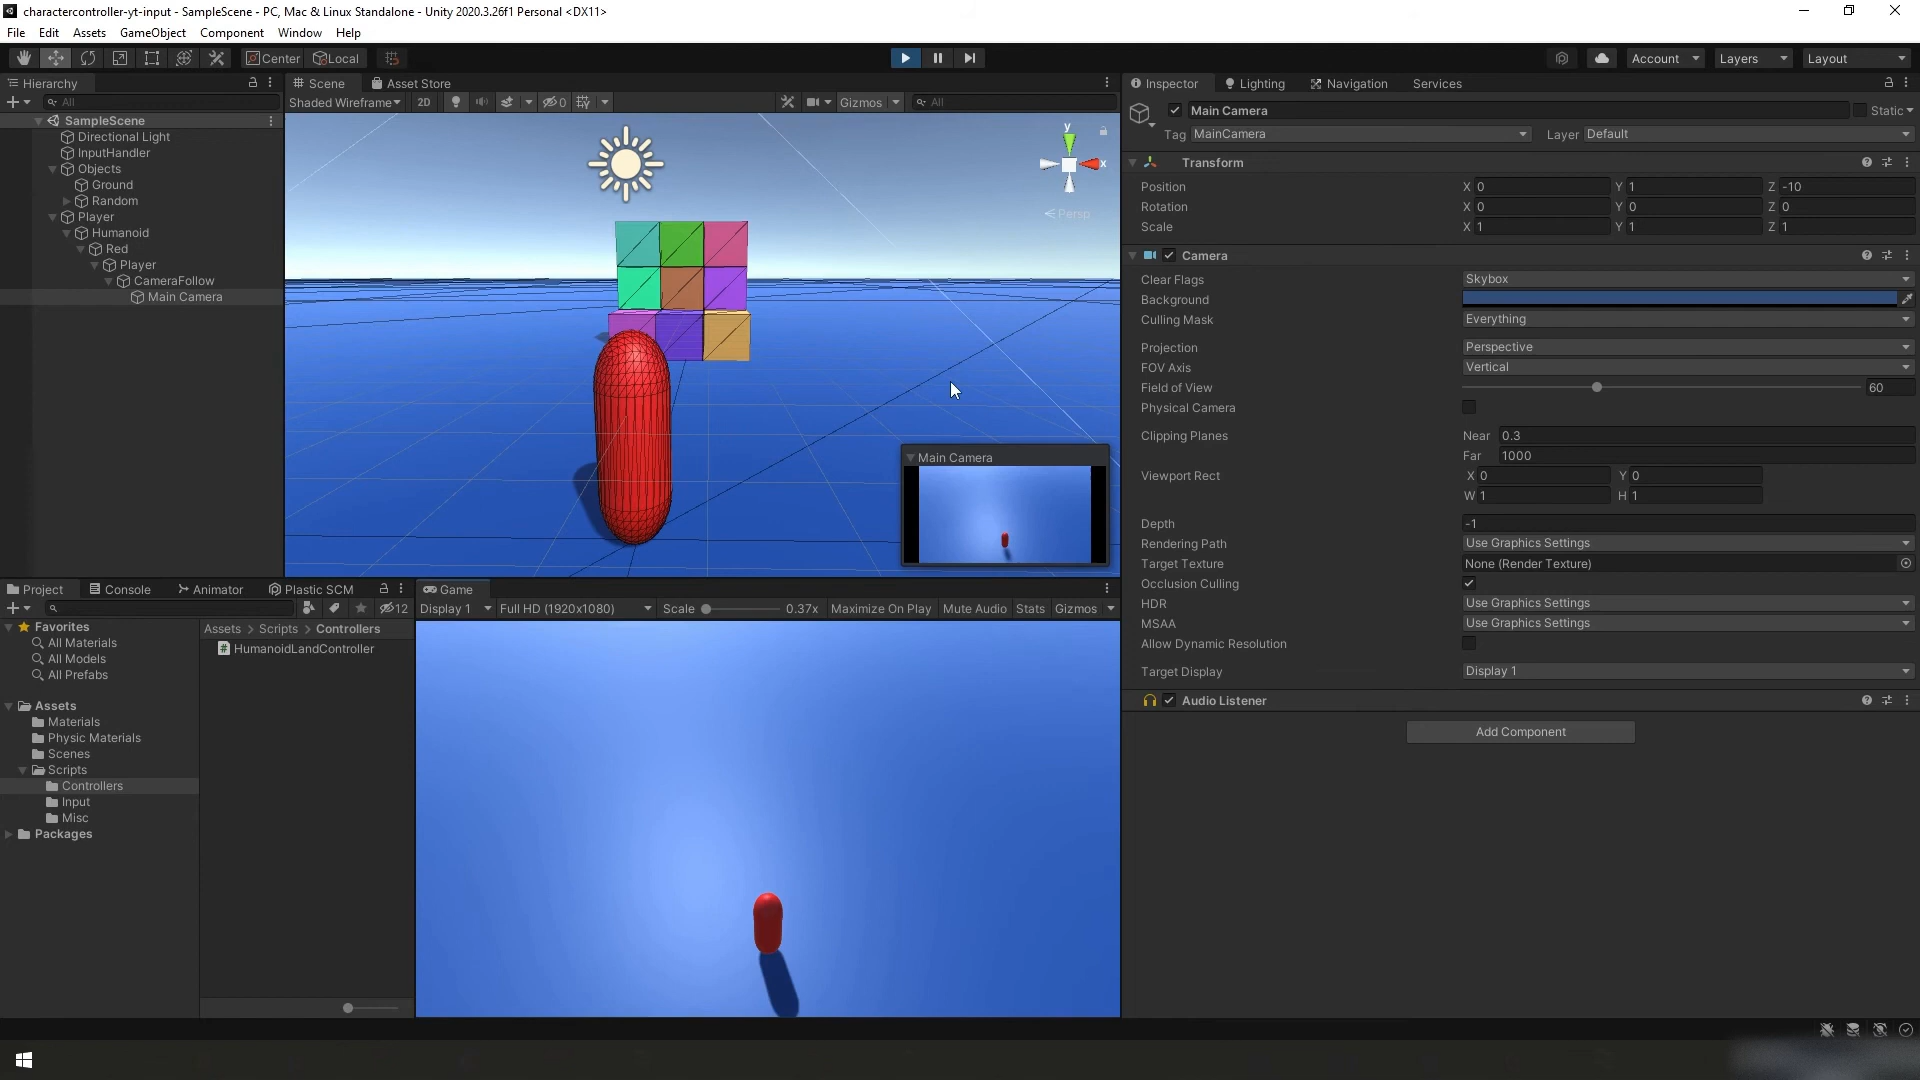 charactercontroller-yt-input - SampleScene - PC, Mac & Linux Standalone - Unity 2020.3.26f1 Personal <DX11>
File Edit Assets GameObject Component Window Help
Center Local Account Layers Layout
Hierarchy
All
SampleScene
Directional Light
InputHandler
Objects
Ground
Random
Player
Humanoid
Red
Player
CameraFollow
Main Camera
Scene Asset Store
Shaded Wireframe 2D 0 Gizmos All
y
x
Persp
Main Camera
Inspector Lighting Navigation Services
Main Camera Static
Tag MainCamera Layer Default
Transform
Position X 0 Y 1 Z -10
Rotation X 0 Y 0 Z 0
Scale X 1 Y 1 Z 1
Camera
Clear Flags Skybox
Background
Culling Mask Everything
Projection Perspective
FOV Axis Vertical
Field of View 60
Physical Camera
Clipping Planes Near 0.3
Far 1000
Viewport Rect X 0 Y 0
W 1 H 1
Depth -1
Rendering Path Use Graphics Settings
Target Texture None (Render Texture)
Occlusion Culling
HDR Use Graphics Settings
MSAA Use Graphics Settings
Allow Dynamic Resolution
Target Display Display 1
Audio Listener
Add Component
Project Console Animator Plastic SCM
12
Favorites
All Materials
All Models
All Prefabs
Assets
Materials
Physic Materials
Scenes
Scripts
Controllers
Input
Misc
Packages
Assets > Scripts > Controllers
# HumanoidLandController
Game
Display 1 Full HD (1920x1080) Scale 0.37x Maximize On Play Mute Audio Stats Gizmos